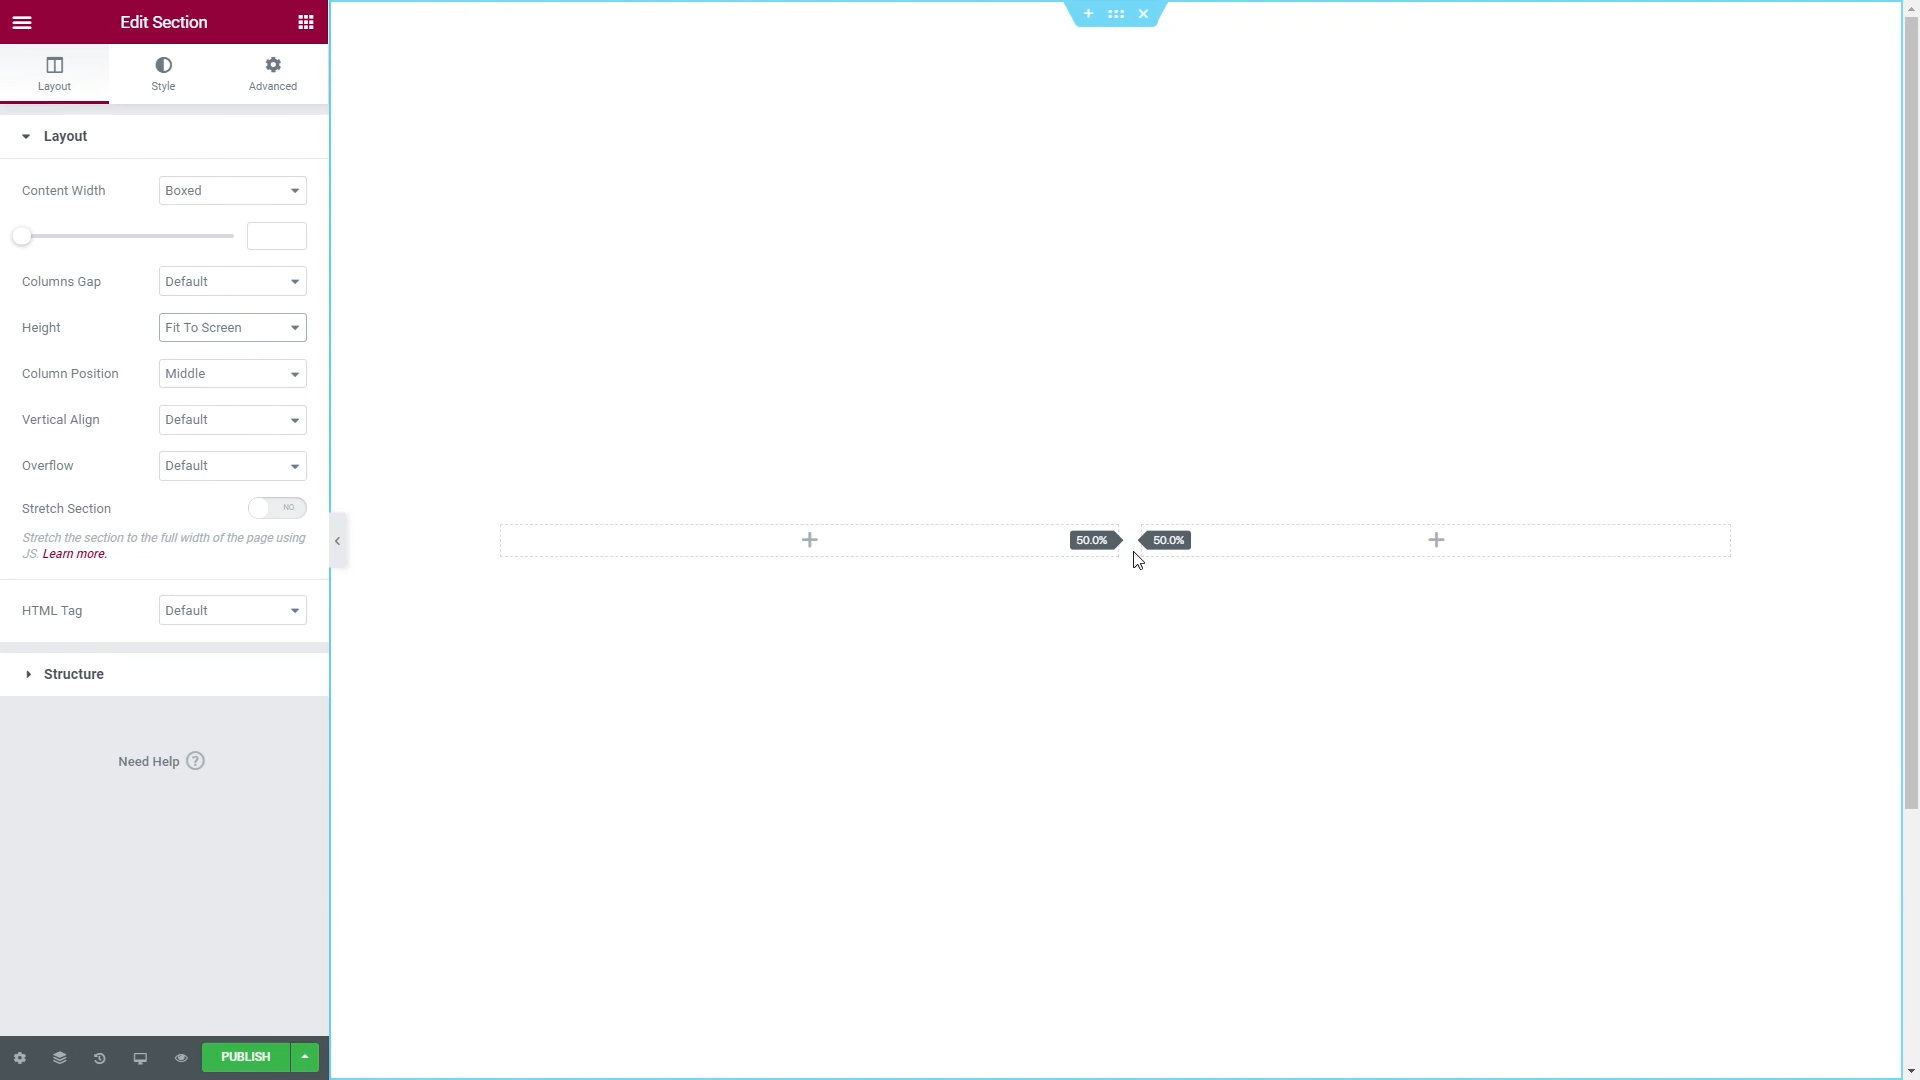 Edit Section
Layout
Style
Advanced
Layout
Content Width
Boxed
Columns Gap
Default
Height
Fit To Screen
Column Position
Middle
Vertical Align
Default
Overflow
Default
Stretch Section
NO
Stretch the section to the full width of the page using
JS. Learn more.
HTML Tag
Default
Structure
Need Help ?
PUBLISH
50.0%
50.0%